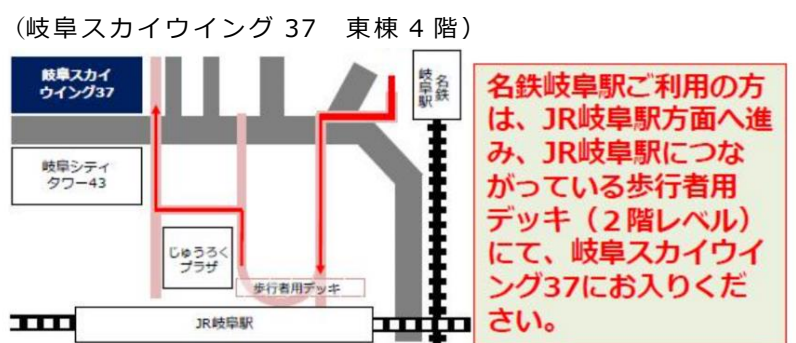 （岐阜スカイウイング 37　東棟 4 階）
岐阜スカイ
ウイング37
岐阜シティ
タワー43
じゅうろく
プラザ
歩行者用デッキ
JR岐阜駅
名鉄
岐阜駅
名鉄岐阜駅ご利用の方
は、JR岐阜駅方面へ進
み、JR岐阜駅につな
がっている歩行者用
デッキ（２階レベル）
にて、岐阜スカイウイ
ング37にお入りくだ
さい。